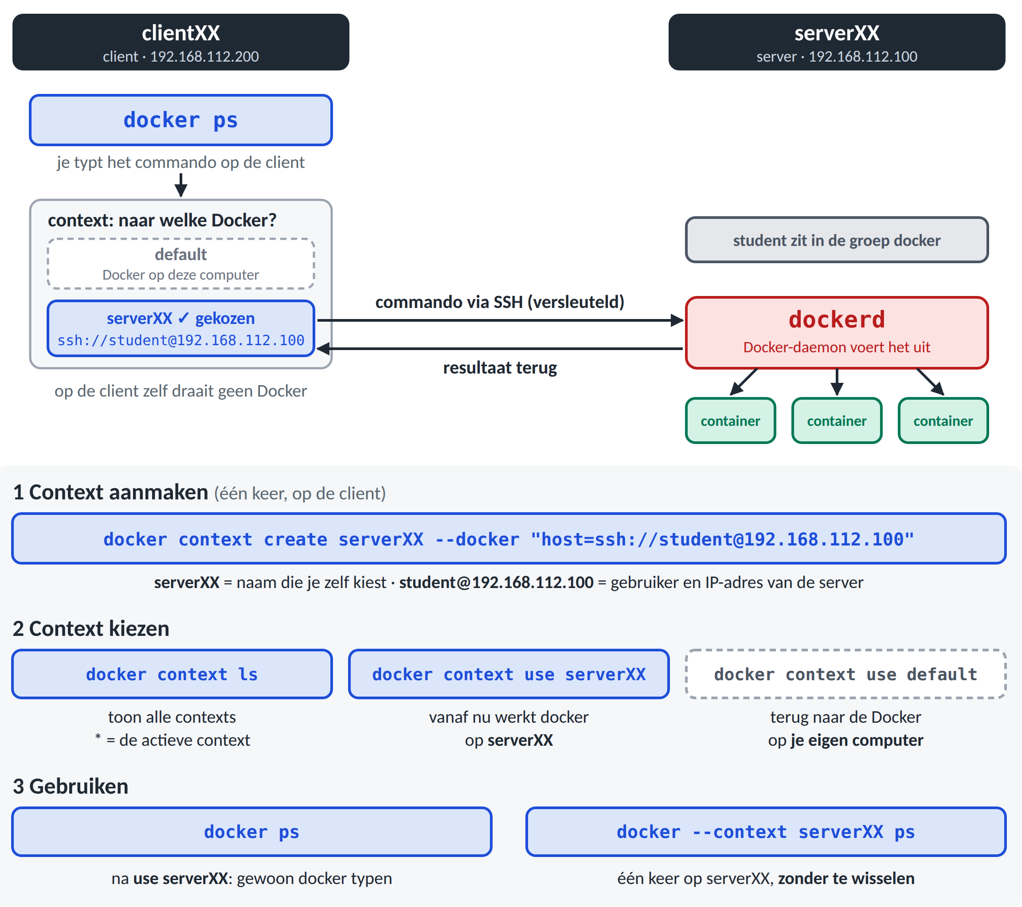 clientXX
client · 192.168.112.200
serverXX
server · 192.168.112.100
docker ps
je typt het commando op de client
context: naar welke Docker?
default
Docker op deze computer
serverXX ✓ gekozen
ssh://student@192.168.112.100
op de client zelf draait geen Docker
commando via SSH (versleuteld)
resultaat terug
student zit in de groep docker
dockerd
Docker-daemon voert het uit
container
container
container
1 Context aanmaken (één keer, op de client)
docker context create serverXX --docker "host=ssh://student@192.168.112.100"
serverXX = naam die je zelf kiest · student@192.168.112.100 = gebruiker en IP-adres van de server
2 Context kiezen
docker context ls
toon alle contexts
* = de actieve context
docker context use serverXX
vanaf nu werkt docker
op serverXX
docker context use default
terug naar de Docker
op je eigen computer
3 Gebruiken
docker ps
na use serverXX: gewoon docker typen
docker --context serverXX ps
één keer op serverXX, zonder te wisselen